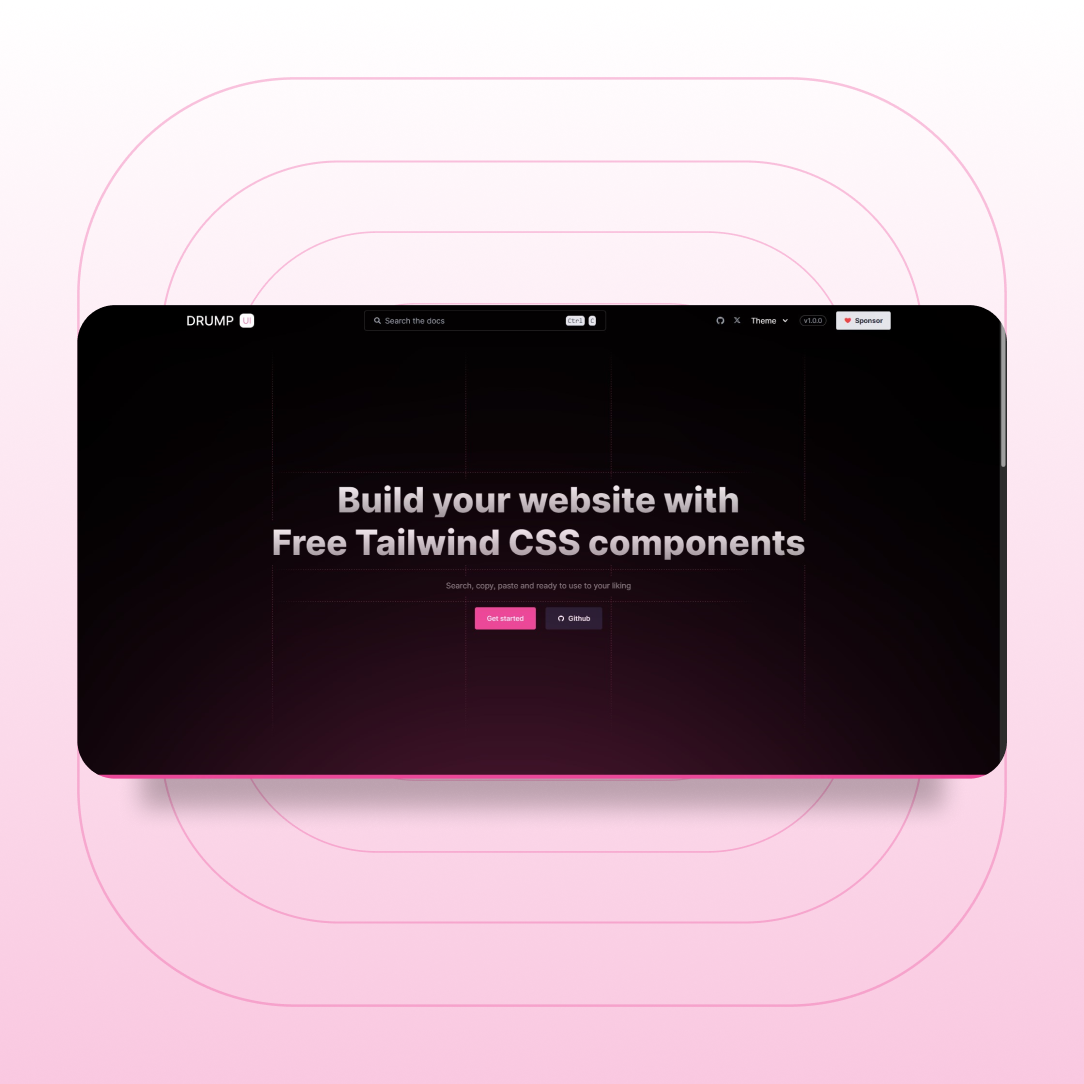 DRUMP UI
Search the docs
Ctrl C
Theme
v1.0.0
Sponsor
Build your website with
Free Tailwind CSS components
Search, copy, paste and ready to use to your liking
Get started
Github